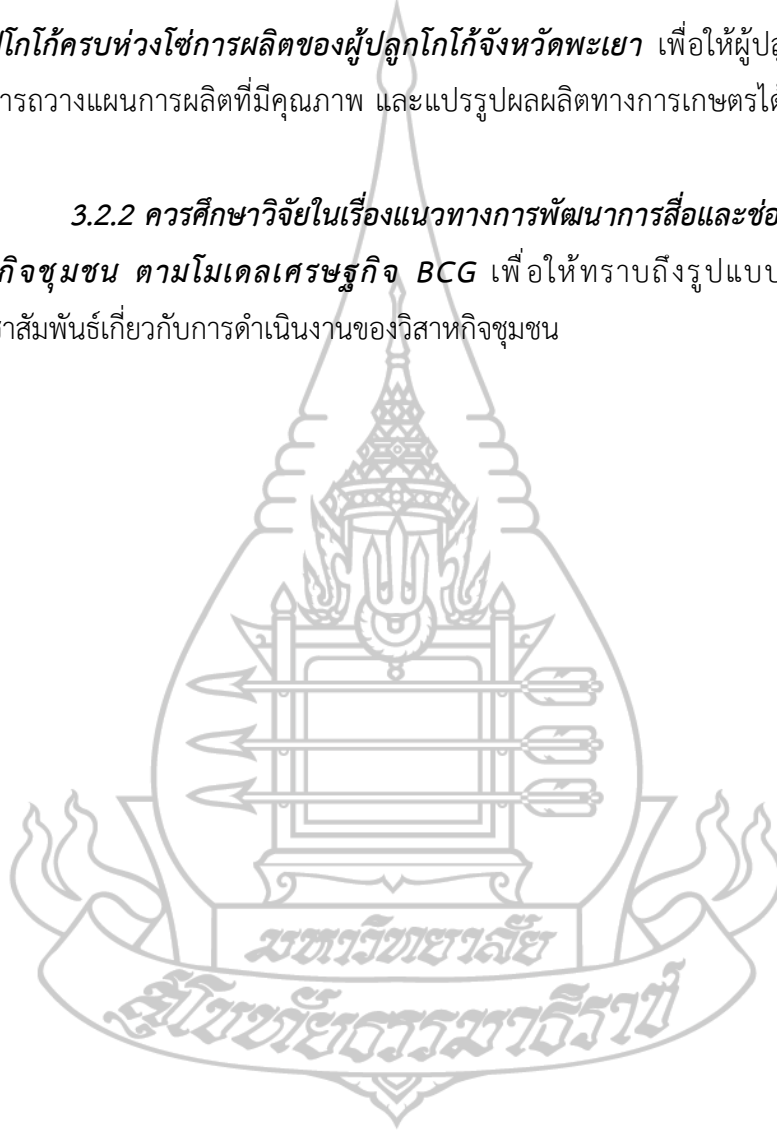 โกโก้ครบห่วงโซ่การผลิตของผู้ปลูกโกโก้จังหวัดพะเยา เพื่อให้ผู้ปลู
ารถวางแผนการผลิตที่มีคุณภาพ และแปรรูปผลผลิตทางการเกษตรได้
3.2.2 ควรศึกษาวิจัยในเรื่องแนวทางการพัฒนาการสื่อและช่อ
กิจชุมชน ตามโมเดลเศรษฐกิจ BCG เพื่อให้ทราบถึงรูปแบบ
าสัมพันธ์เกี่ยวกับการดำเนินงานของวิสาหกิจชุมชน
มหาวิทยาลัย
สุโขทัยธรรมาธิราช